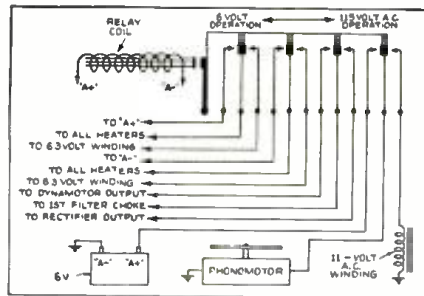 RELAY COIL
6 VOLT OPERATION
115 VOLT A.C. OPERATION
"A+"
"A-"
TO "A+"
TO ALL HEATERS
TO 6.3 VOLT WINDING
TO "A-"
TO ALL HEATERS
TO 6.3 VOLT WINDING
TO DYNAMOTOR OUTPUT
TO 1ST FILTER CHOKE
TO RECTIFIER OUTPUT
"A-" "A+"
6V
PHONOMOTOR
11-VOLT A.C. WINDING